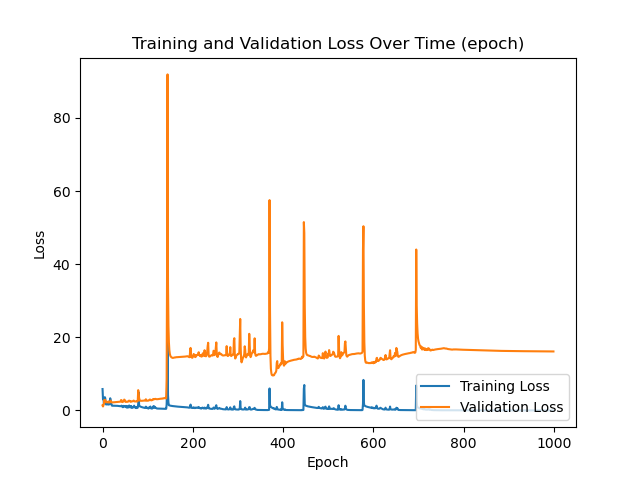 Training and Validation Loss Over Time (epoch)
80
60
40
20
0
Loss
0 200 400 600 800 1000
Epoch
Training Loss
Validation Loss